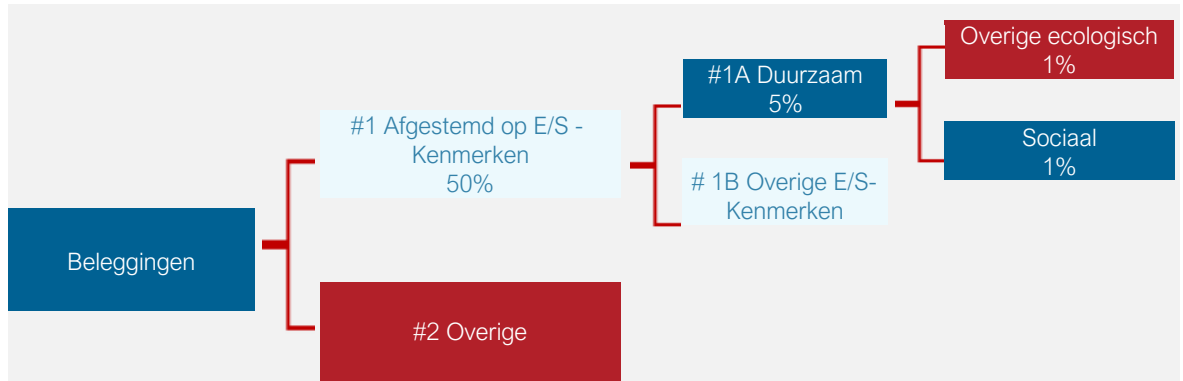 Beleggingen
#1 Afgestemd op E/S -
Kenmerken
50%
#2 Overige
#1A Duurzaam
5%
# 1B Overige E/S-
Kenmerken
Overige ecologisch
1%
Sociaal
1%